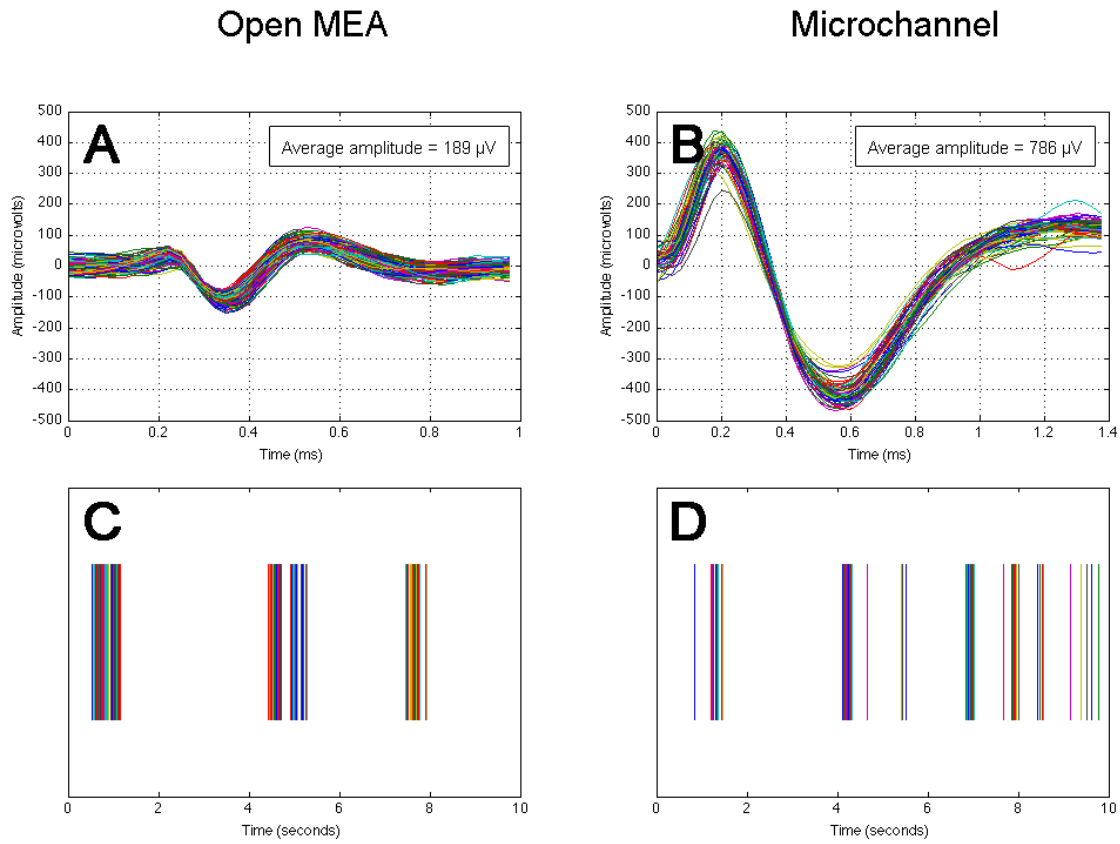 Open MEA
Microchannel
A
Average amplitude = 189 µV
500
400
300
200
100
0
-100
-200
-300
-400
-500
Amplitude (microvolts)
0 0.2 0.4 0.6 0.8 1
Time (ms)
B
Average amplitude = 786 µV
500
400
300
200
100
0
-100
-200
-300
-400
-500
Amplitude (microvolts)
0 0.2 0.4 0.6 0.8 1.0 1.2 1.4
Time (ms)
C
0 2 4 6 8 10
Time (seconds)
D
0 2 4 6 8 10
Time (seconds)